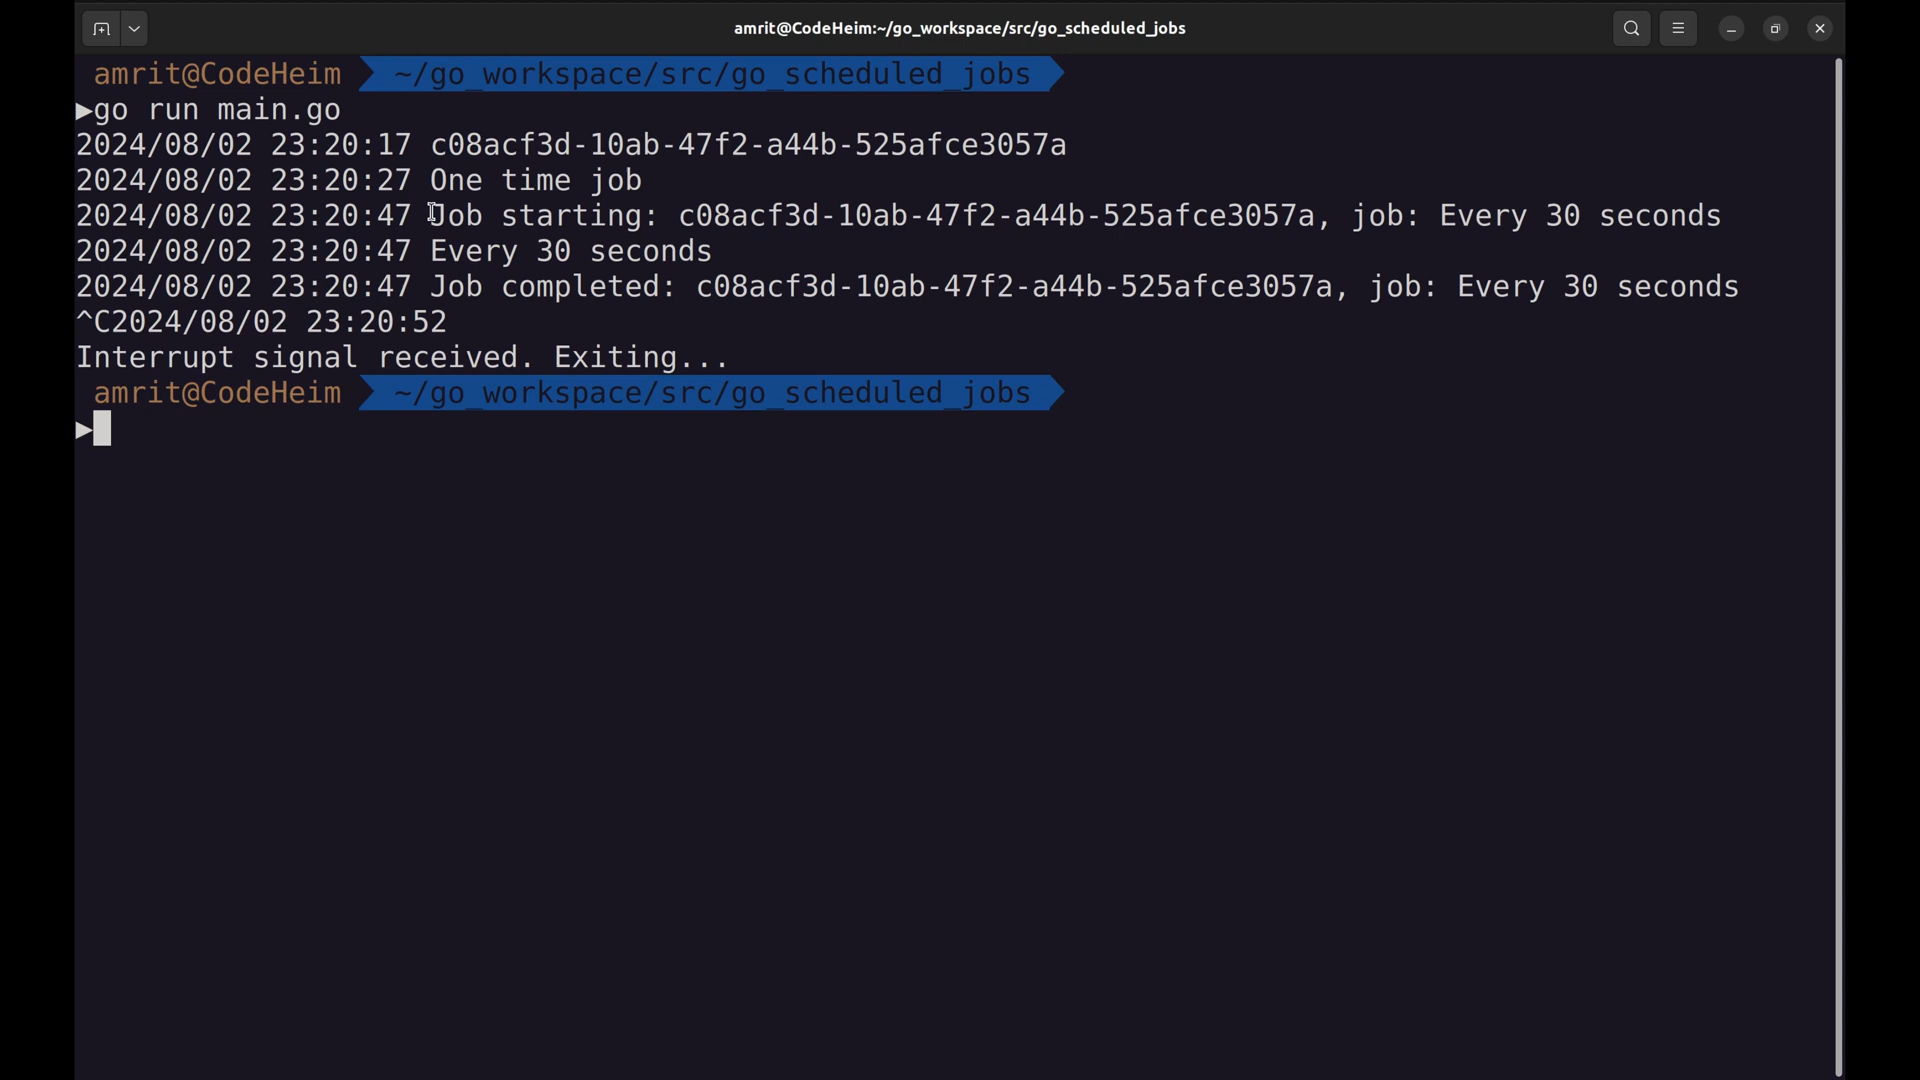 amrit@CodeHeim:~/go_workspace/src/go_scheduled_jobs
amrit@CodeHeim ~/go_workspace/src/go_scheduled_jobs
▶go run main.go
2024/08/02 23:20:17 c08acf3d-10ab-47f2-a44b-525afce3057a
2024/08/02 23:20:27 One time job
2024/08/02 23:20:47 Job starting: c08acf3d-10ab-47f2-a44b-525afce3057a, job: Every 30 seconds
2024/08/02 23:20:47 Every 30 seconds
2024/08/02 23:20:47 Job completed: c08acf3d-10ab-47f2-a44b-525afce3057a, job: Every 30 seconds
^C2024/08/02 23:20:52
Interrupt signal received. Exiting...
amrit@CodeHeim ~/go_workspace/src/go_scheduled_jobs
▶